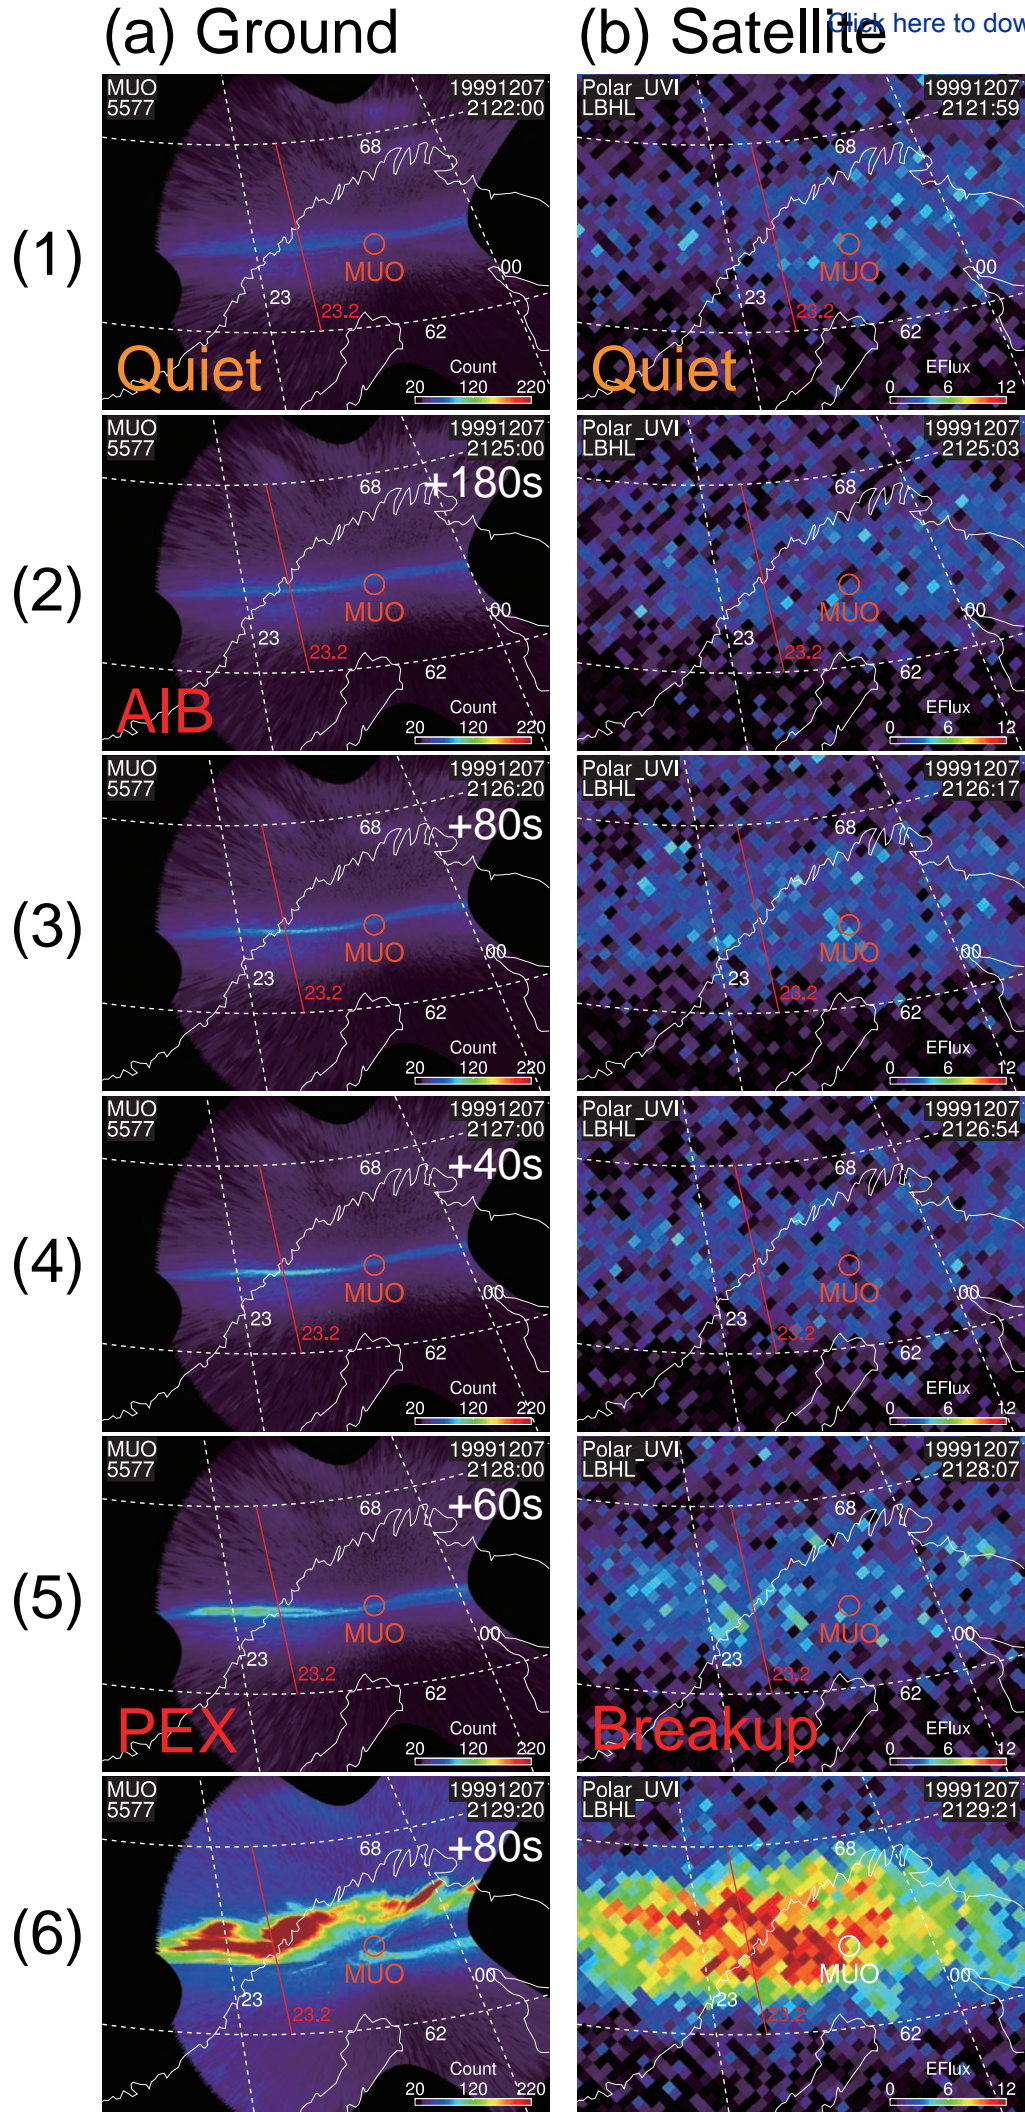 (a) Ground
(b) Satellite
Click here to dow
(1)
MUO
5577
19991207
2122:00
68
MUO
00
23
23.2
62
Quiet
Count
20 120 220
Polar_UVI
LBHL
19991207
2121:59
68
MUO
00
23
23.2
62
Quiet
EFlux
0 6 12
(2)
MUO
5577
19991207
2125:00
+180s
68
MUO
00
23
23.2
62
AIB
Count
20 120 220
Polar_UVI
LBHL
19991207
2125:03
68
MUO
00
23
23.2
62
EFlux
0 6 12
(3)
MUO
5577
19991207
2126:20
+80s
68
MUO
00
23
23.2
62
Count
20 120 220
Polar_UVI
LBHL
19991207
2126:17
68
MUO
00
23
23.2
62
EFlux
0 6 12
(4)
MUO
5577
19991207
2127:00
+40s
68
MUO
00
23
23.2
62
Count
20 120 220
Polar_UVI
LBHL
19991207
2126:54
68
MUO
00
23
23.2
62
EFlux
0 6 12
(5)
MUO
5577
19991207
2128:00
+60s
68
MUO
00
23
23.2
62
PEX
Count
20 120 220
Polar_UVI
LBHL
19991207
2128:07
68
MUO
00
23
23.2
62
Breakup
EFlux
0 6 12
(6)
MUO
5577
19991207
2129:20
+80s
68
MUO
00
23
23.2
62
Count
20 120 220
Polar_UVI
LBHL
19991207
2129:21
68
MUO
00
23
23.2
62
EFlux
0 6 12